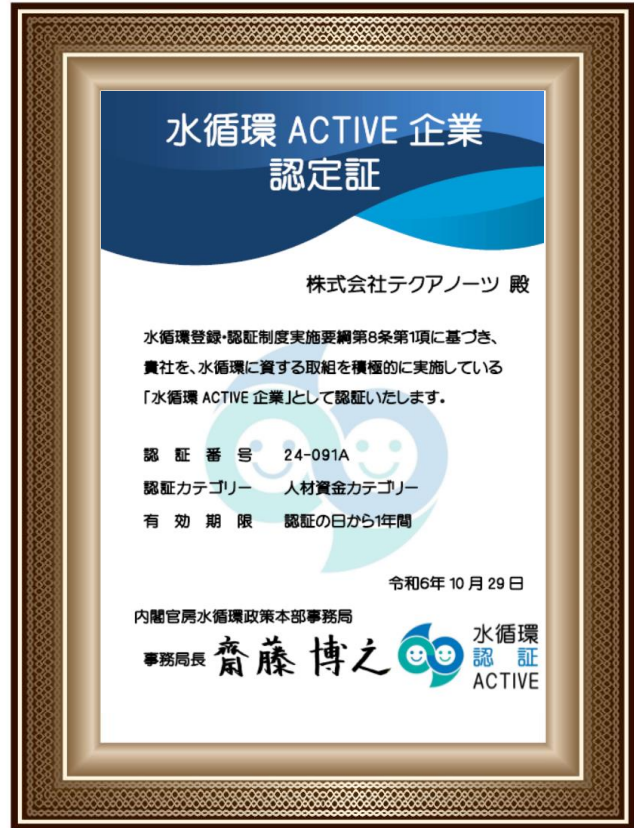 水循環 ACTIVE 企業
認定証
株式会社テクアノーツ 殿
水循環登録・認証制度実施要綱第8条第1項に基づき、
貴社を、水循環に資する取組を積極的に実施している
「水循環 ACTIVE 企業」として認証いたします。
認証番号 24-091A
認証カテゴリー 人材資金カテゴリー
有効期限 認証の日から1年間
令和6年 10 月 29 日
内閣官房水循環政策本部事務局
事務局長 齋藤博之
水循環
認証
ACTIVE